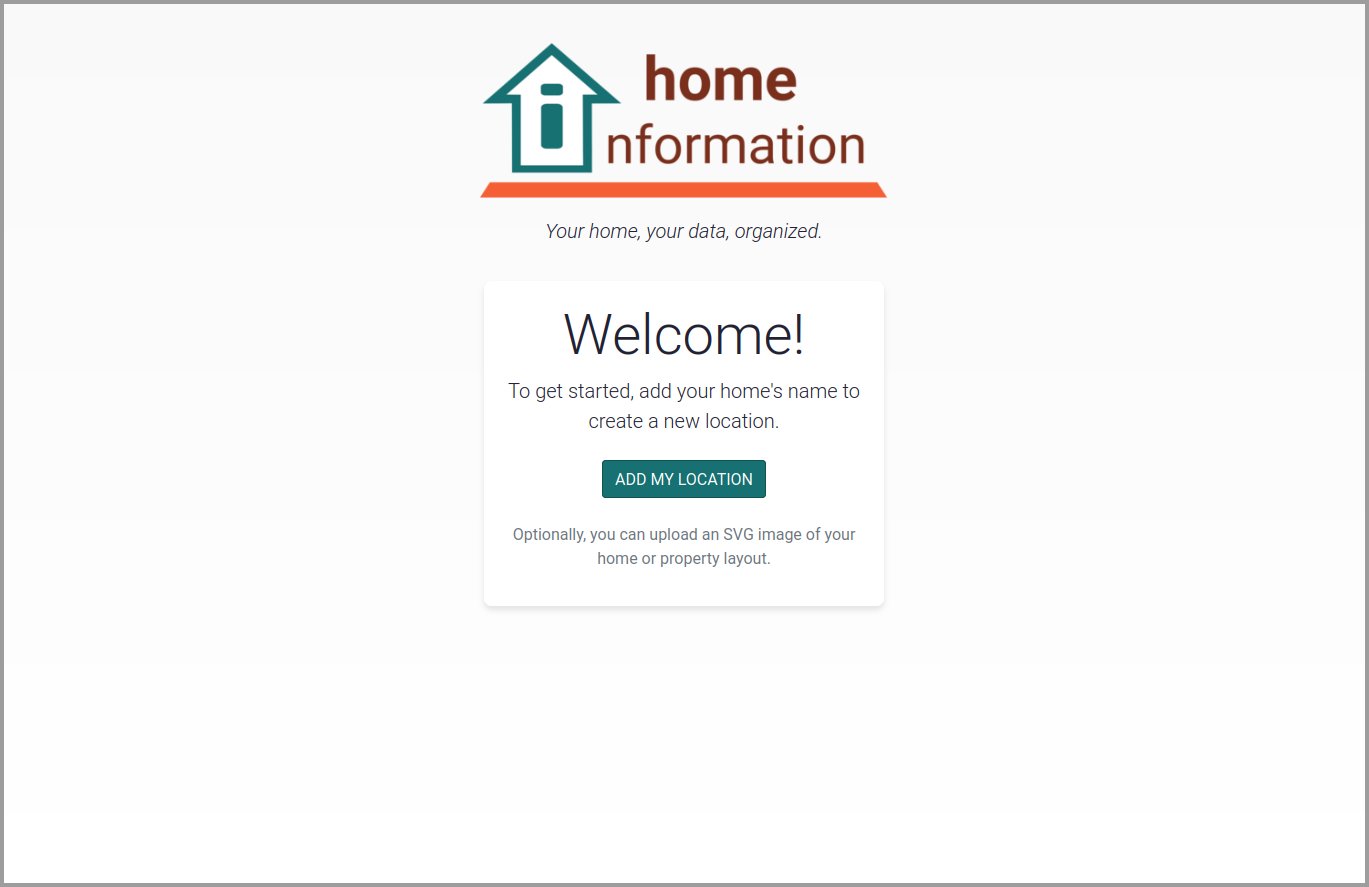 home
information
Your home, your data, organized.
Welcome!
To get started, add your home's name to
create a new location.
ADD MY LOCATION
Optionally, you can upload an SVG image of your
home or property layout.